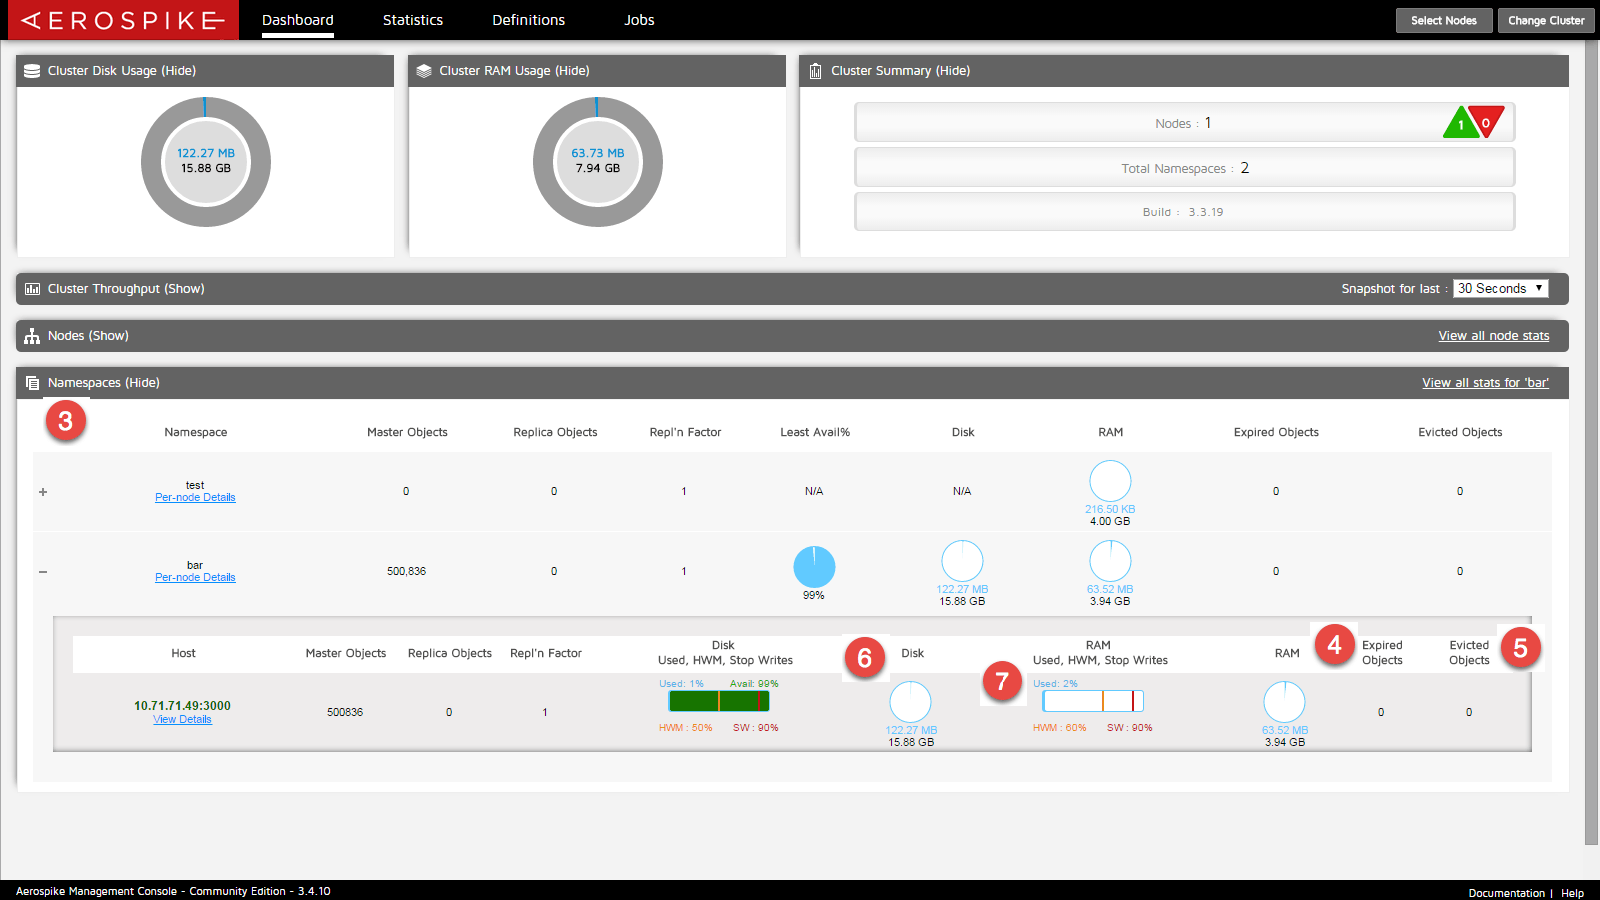 AEROSPIKE Dashboard Statistics Definitions Jobs Select Nodes Change Cluster
Cluster Disk Usage (Hide)
122.27 MB
15.88 GB
Cluster RAM Usage (Hide)
63.73 MB
7.94 GB
Cluster Summary (Hide)
Nodes : 1 1 0
Total Namespaces : 2
Build : 3.3.19
Cluster Throughput (Show) Snapshot for last : 30 Seconds
Nodes (Show) View all node stats
Namespaces (Hide) View all stats for 'bar'
3
Namespace Master Objects Replica Objects Repl'n Factor Least Avail% Disk RAM Expired Objects Evicted Objects
+ test 0 0 1 N/A N/A 0 0
Per-node Details
216.50 KB
4.00 GB
− bar 500,836 0 1 0 0
Per-node Details
99%
122.27 MB
15.88 GB
63.52 MB
3.94 GB
Host Master Objects Replica Objects Repl'n Factor
Disk
Used, HWM, Stop Writes
6
Disk
RAM
Used, HWM, Stop Writes
7
RAM
4
Expired
Objects
Evicted
Objects
5
10.71.71.49:3000
View Details
500836 0 1
Used: 1% Avail: 99%
HWM : 50% SW : 90%
122.27 MB
15.88 GB
Used: 2%
HWM : 60% SW : 90%
63.52 MB
3.94 GB
0 0
Aerospike Management Console - Community Edition - 3.4.10 Documentation | Help